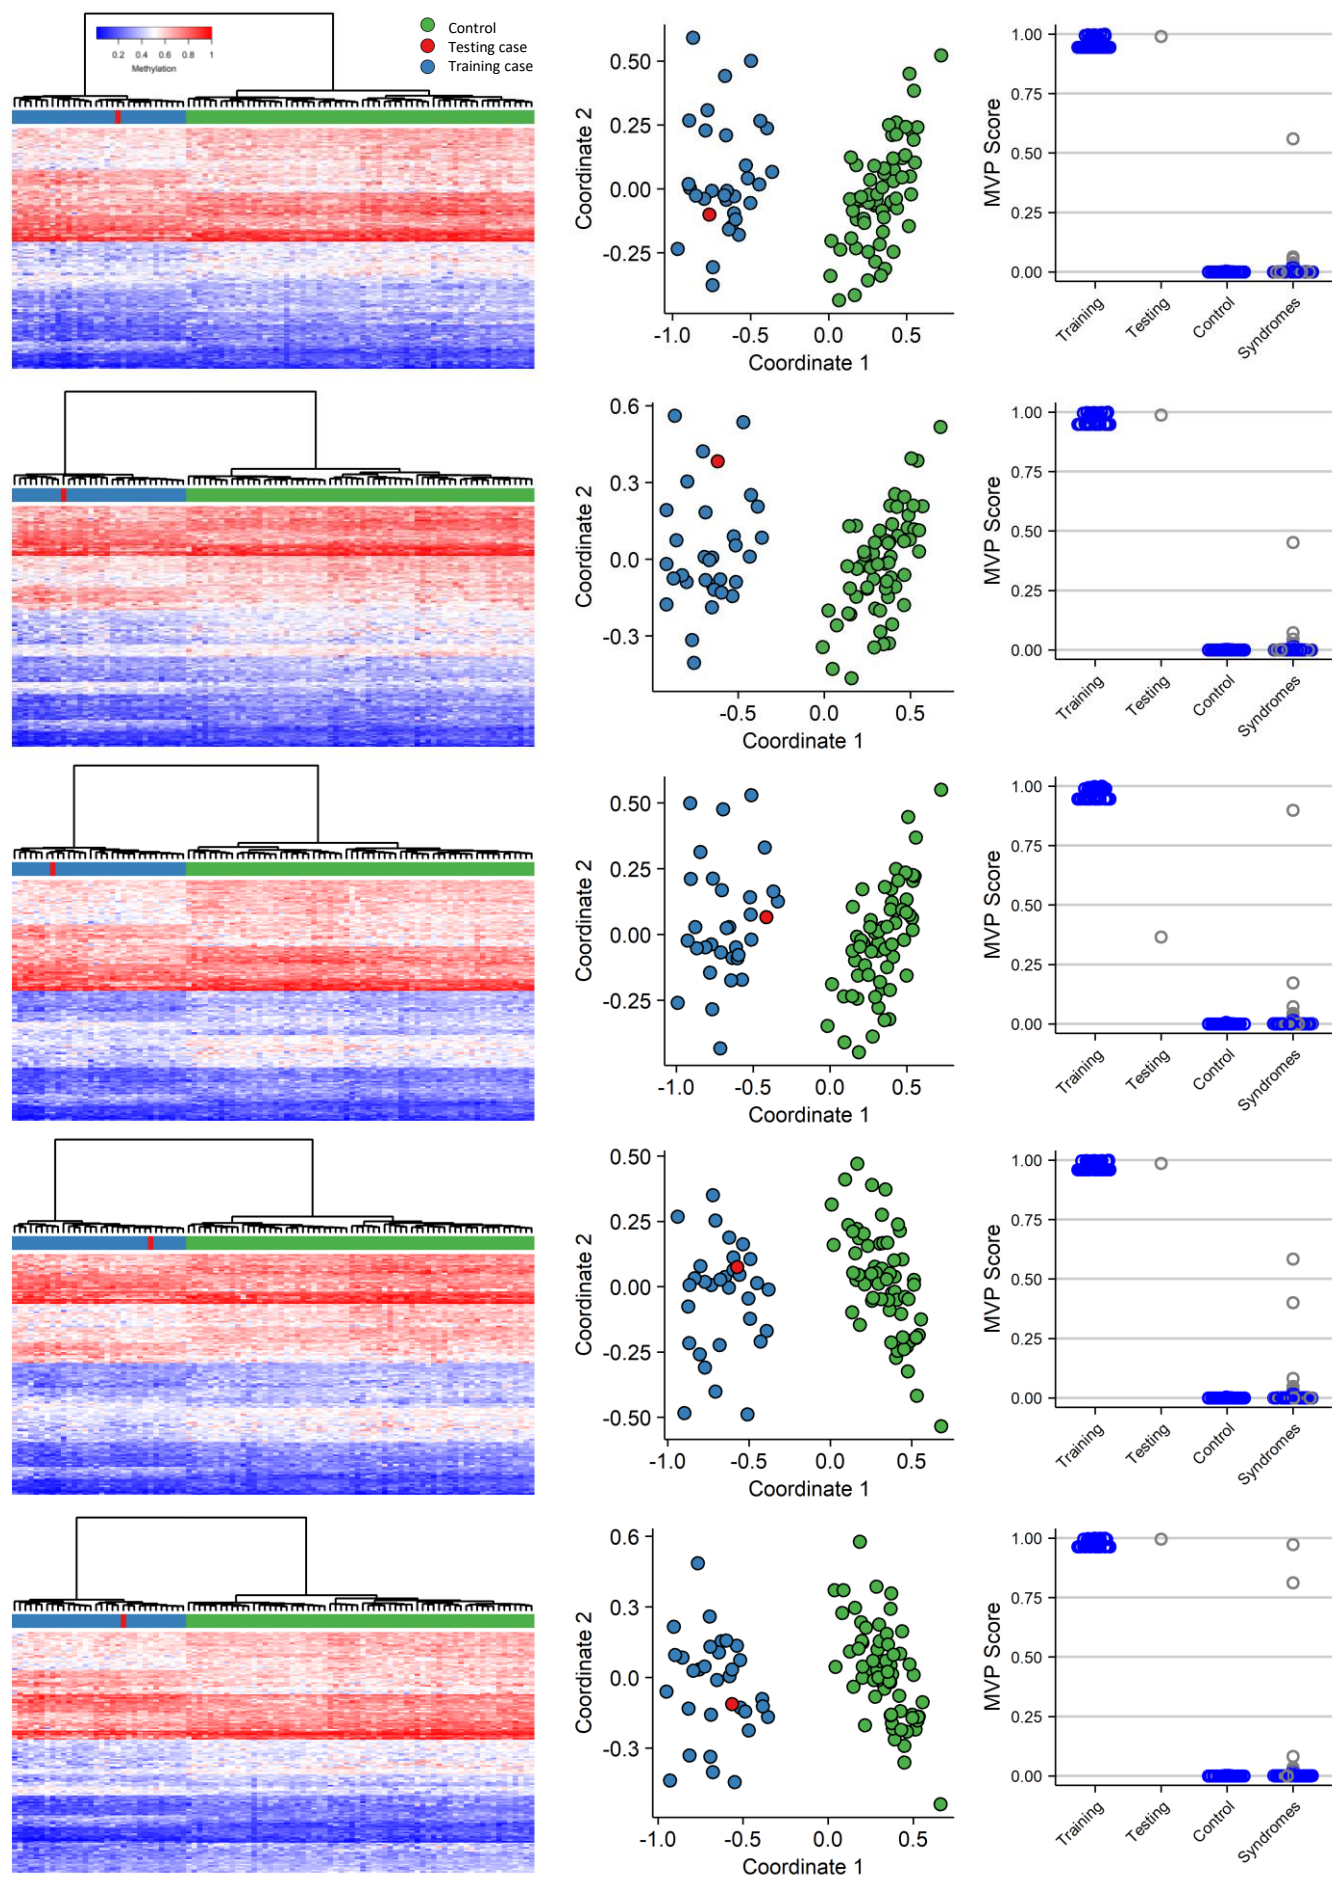 Control
Testing case
Training case
0.2 0.4 0.6 0.8 1
Methylation
0.50
0.25
0.00
-0.25
Coordinate 2
-1.0 -0.5 0.0 0.5
Coordinate 1
1.00
0.75
0.50
0.25
0.00
MVP Score
Training Testing Control Syndromes
0.6
0.3
0.0
-0.3
Coordinate 2
-0.5 0.0 0.5
Coordinate 1
1.00
0.75
0.50
0.25
0.00
MVP Score
Training Testing Control Syndromes
0.50
0.25
0.00
-0.25
Coordinate 2
-1.0 -0.5 0.0 0.5
Coordinate 1
1.00
0.75
0.50
0.25
0.00
MVP Score
Training Testing Control Syndromes
0.50
0.25
0.00
-0.25
-0.50
Coordinate 2
-1.0 -0.5 0.0 0.5
Coordinate 1
1.00
0.75
0.50
0.25
0.00
MVP Score
Training Testing Control Syndromes
0.6
0.3
0.0
-0.3
Coordinate 2
-1.0 -0.5 0.0 0.5
Coordinate 1
1.00
0.75
0.50
0.25
0.00
MVP Score
Training Testing Control Syndromes